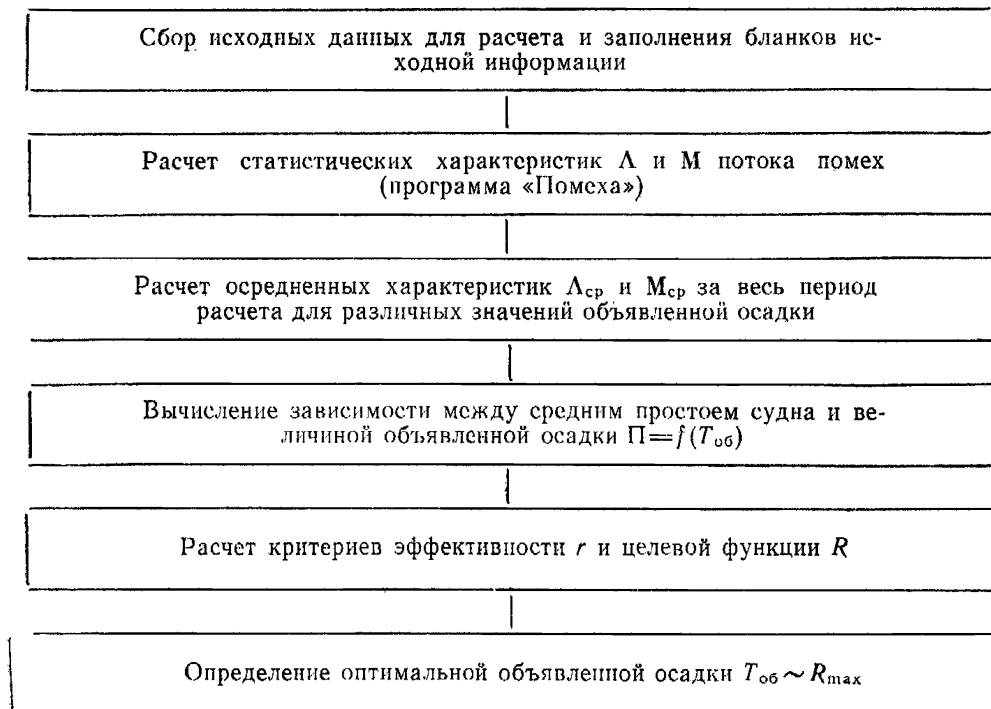 Сбор исходных данных для расчета и заполнения бланков ис-
ходной информации
Расчет статистических характеристик Λ и М потока помех
(программа «Помеха»)
Расчет осредненных характеристик Λср и Мср за весь период
расчета для различных значений объявленной осадки
Вычисление зависимости между средним простоем судна и ве-
личиной объявленной осадки П=f(Tоб)
Расчет критериев эффективности r и целевой функции R
Определение оптимальной объявленной осадки Tоб~Rmax